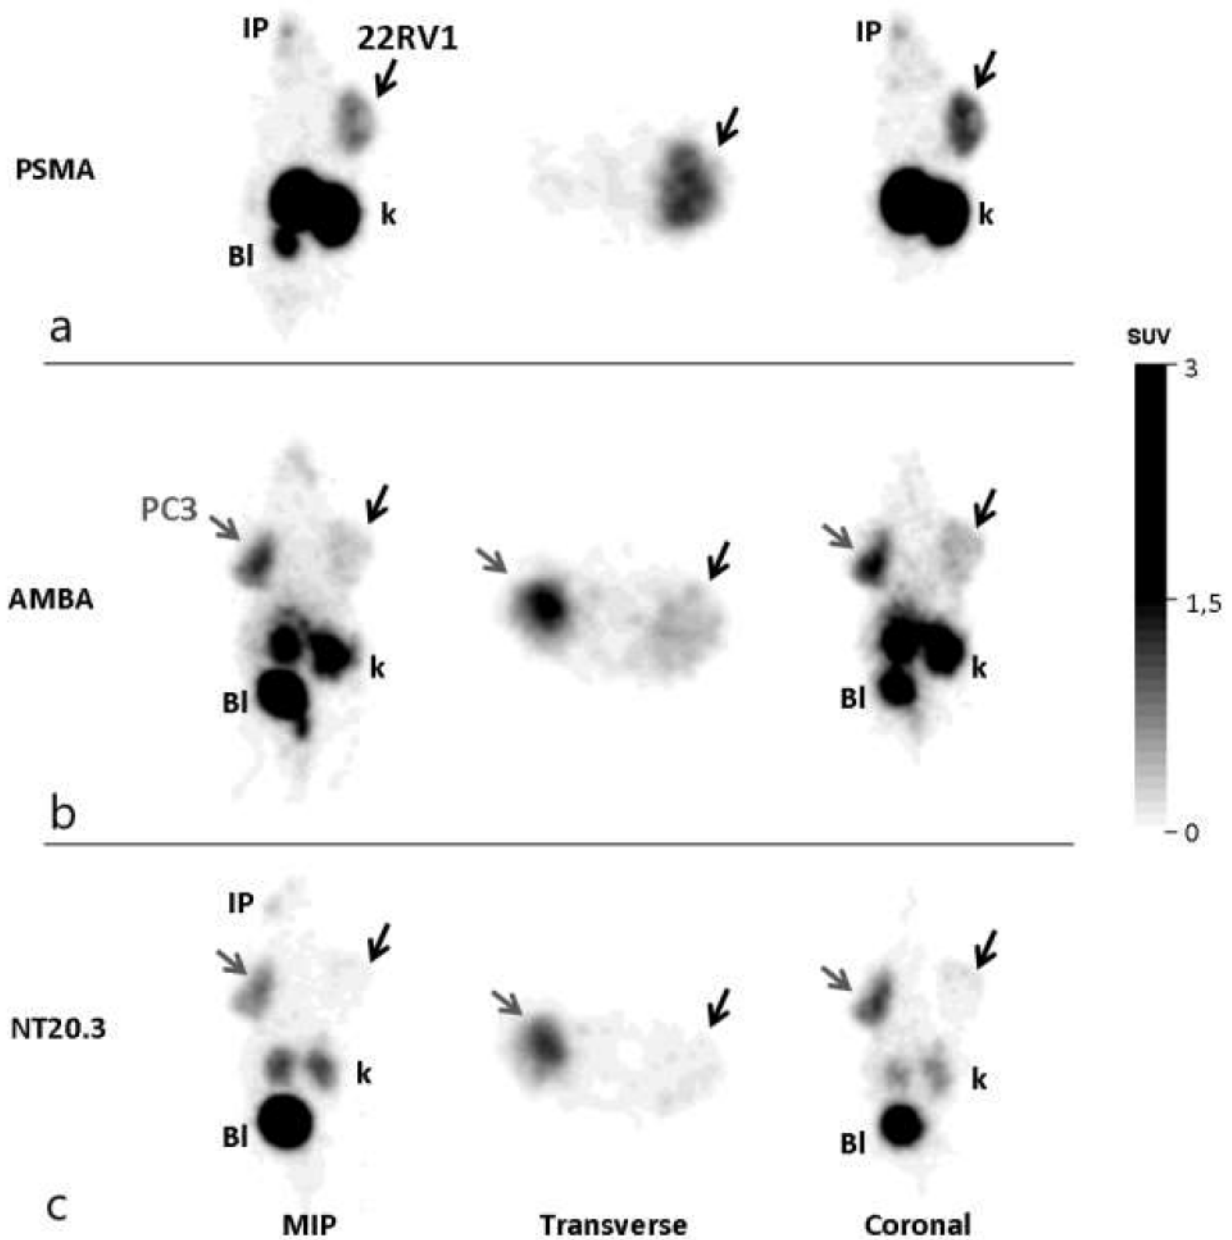 IP
22RV1
IP
PSMA
k
k
Bl
a
SUV
3
PC3
AMBA
1,5
k
k
Bl
Bl
b
0
IP
NT20.3
k
k
Bl
Bl
c
MIP Transverse Coronal